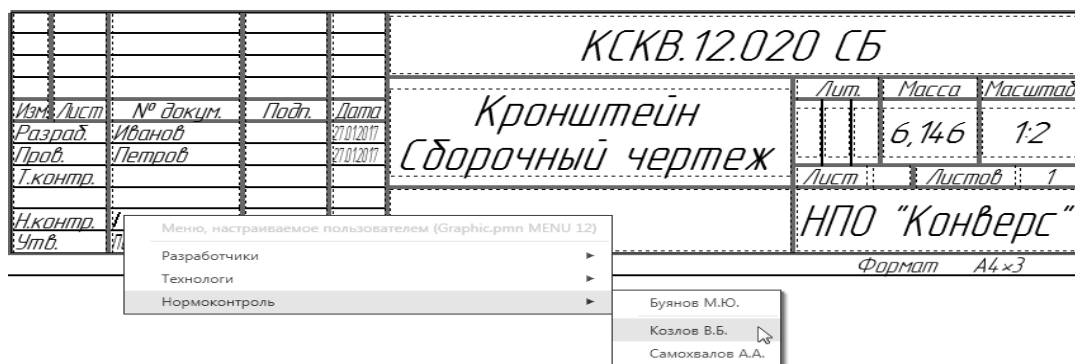 КСКВ.12.020 СБ
Изм. Лист № докум. Подп. Дата
Разраб. Иванов 27.01.2017
Пров. Петров 27.01.2017
Т.контр.
Н.контр.
Утв.
Кронштейн
Сборочный чертеж
Лит. Масса Масштаб
6,146 1:2
Лист Листов 1
НПО "Конверс"
Формат А4×3
Меню, настраиваемое пользователем (Graphic.pmn MENU 12)
Разработчики
Технологи
Нормоконтроль
Буянов М.Ю.
Козлов В.Б.
Самохвалов А.А.